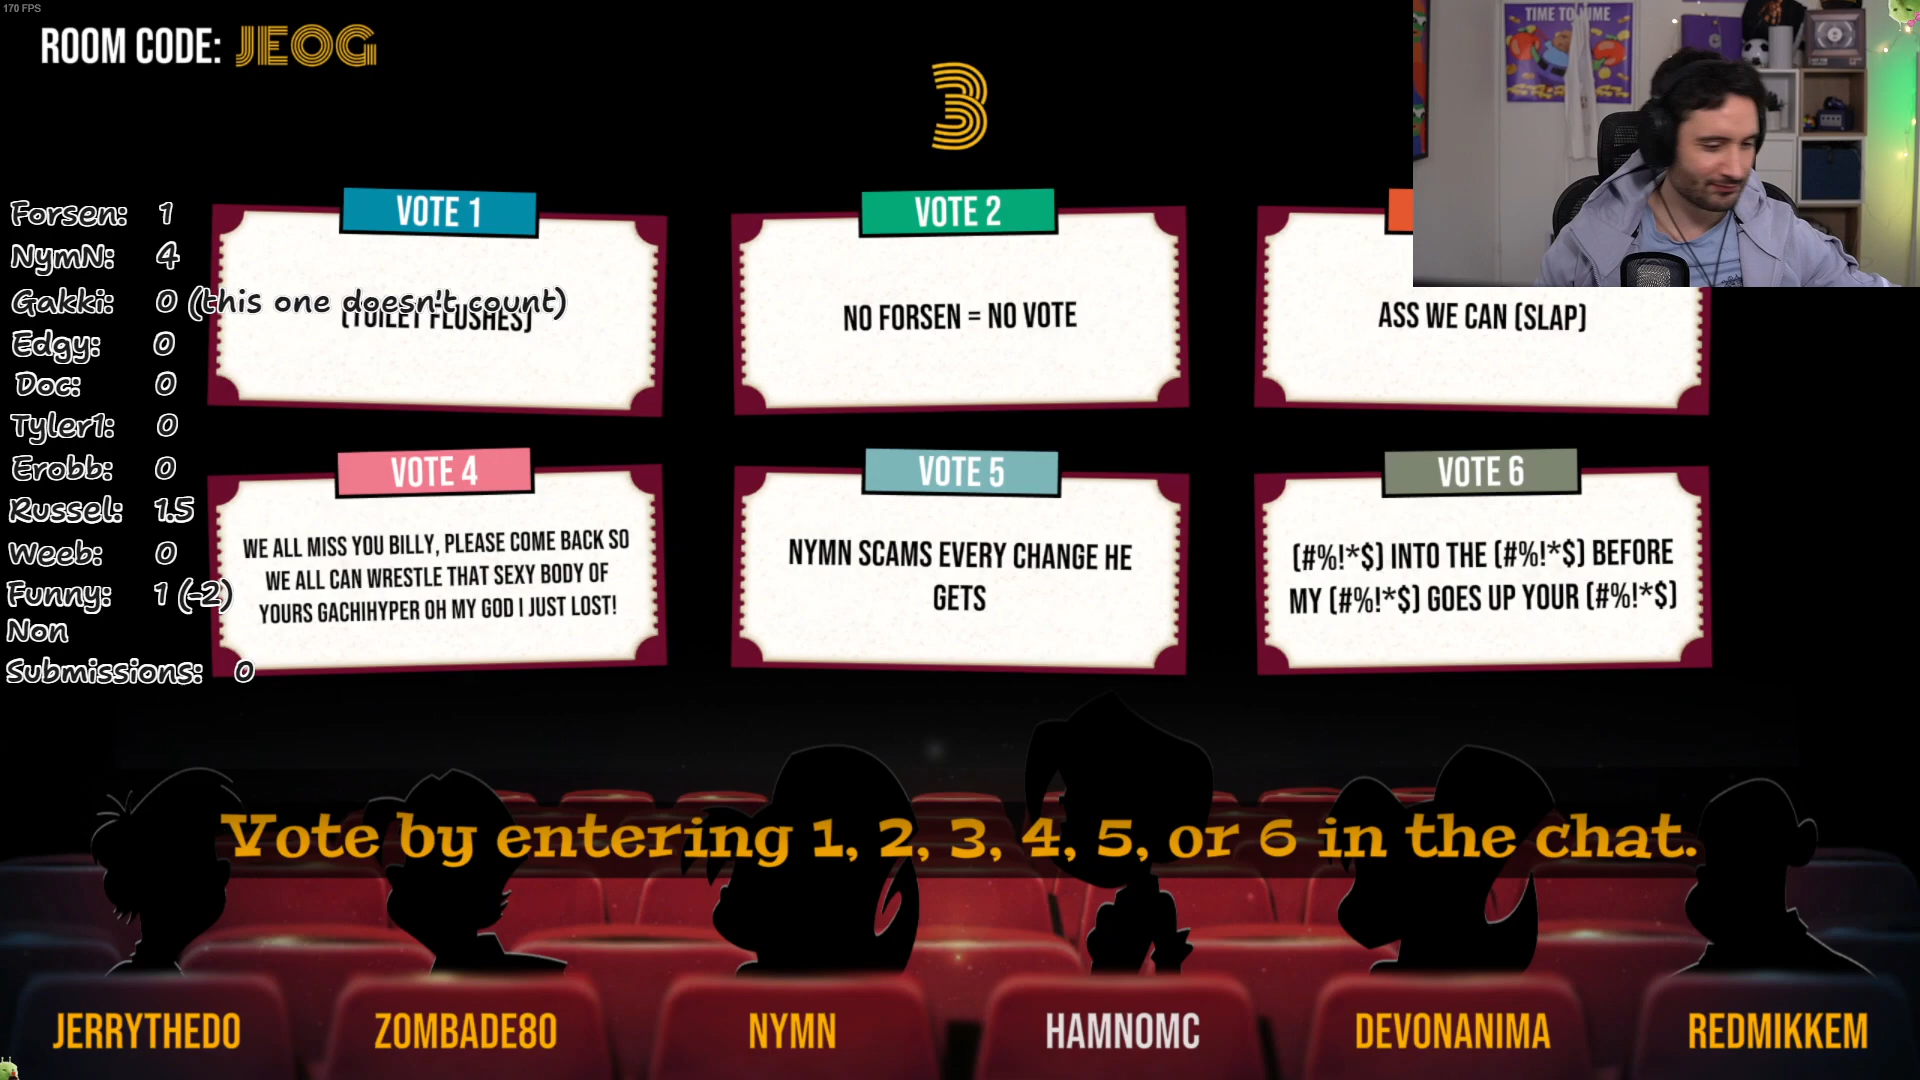 170 FPS
ROOM CODE: JEOG
3
TIME TO
Forsen: 1
NymN: 4
Gakki: 0 (this one doesn't count)
Edgy: 0
Doc: 0
Tyler1: 0
Erobb: 0
Russel: 1.5
Weeb: 0
Funny: 1 (-2)
Non
Submissions: 0
VOTE 1
(TOILET FLUSHES)
VOTE 2
NO FORSEN = NO VOTE
ASS WE CAN (SLAP)
VOTE 4
WE ALL MISS YOU BILLY, PLEASE COME BACK SO
WE ALL CAN WRESTLE THAT SEXY BODY OF
YOURS GACHIHYPER OH MY GOD I JUST LOST!
VOTE 5
NYMN SCAMS EVERY CHANGE HE
GETS
VOTE 6
(#%!*$) INTO THE (#%!*$) BEFORE
MY (#%!*$) GOES UP YOUR (#%!*$)
Vote by entering 1, 2, 3, 4, 5, or 6 in the chat.
JERRYTHEDO
ZOMBADE80
NYMN
HAMNOMC
DEVONANIMA
REDMIKKEM